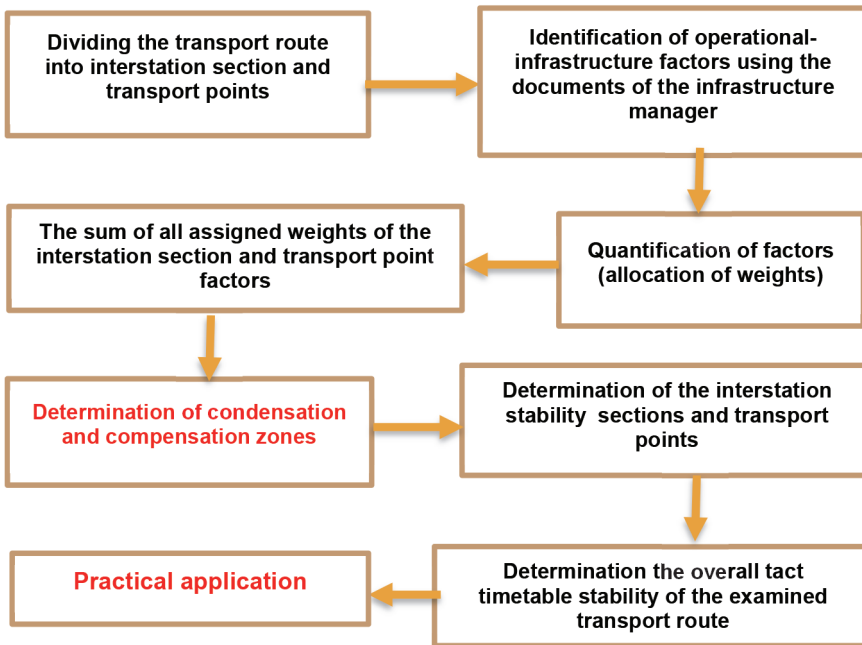 Dividing the transport route
into interstation section and
transport points
Identification of operational-
infrastructure factors using the
documents of the infrastructure
manager
Quantification of factors
(allocation of weights)
The sum of all assigned weights of the
interstation section and transport point
factors
Determination of condensation
and compensation zones
Determination of the interstation
stability sections and transport
points
Determination the overall tact
timetable stability of the examined
transport route
Practical application